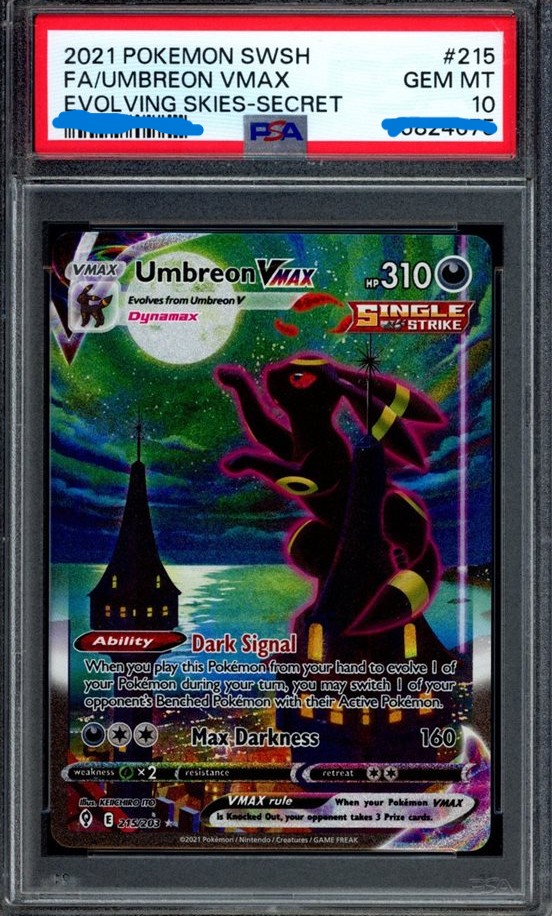 2021 POKEMON SWSH #215
FA/UMBREON VMAX GEM MT
EVOLVING SKIES-SECRET 10
PSA
VMAX Umbreon VMAX HP 310
Evolves from Umbreon V
Dynamax
SINGLE
STRIKE
Ability Dark Signal
When you play this Pokémon from your hand to evolve 1 of
your Pokémon during your turn, you may switch 1 of your
opponent's Benched Pokémon with their Active Pokémon.
Max Darkness 160
weakness ×2 resistance retreat
Illus. KEIICHIRO ITO
E 215/203
VMAX rule When your Pokémon VMAX
is Knocked Out, your opponent takes 3 Prize cards.
©2021 Pokémon / Nintendo / Creatures / GAME FREAK
PSA